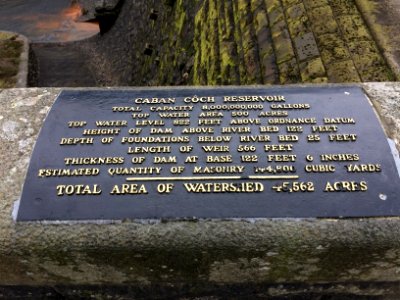 CABAN CÔCH RESERVOIR
TOTAL CAPACITY 8,000,000,000 GALLONS
TOP WATER AREA 500 ACRES
TOP WATER LEVEL 822 FEET ABOVE ORDNANCE DATUM
HEIGHT OF DAM ABOVE RIVER BED 122 FEET
DEPTH OF FOUNDATIONS BELOW RIVER BED 25 FEET
LENGTH OF WEIR 566 FEET
THICKNESS OF DAM AT BASE 122 FEET 6 INCHES
ESTIMATED QUANTITY OF MASONRY CUBIC YARDS
TOTAL AREA OF WATERSHED 45,562 ACRES